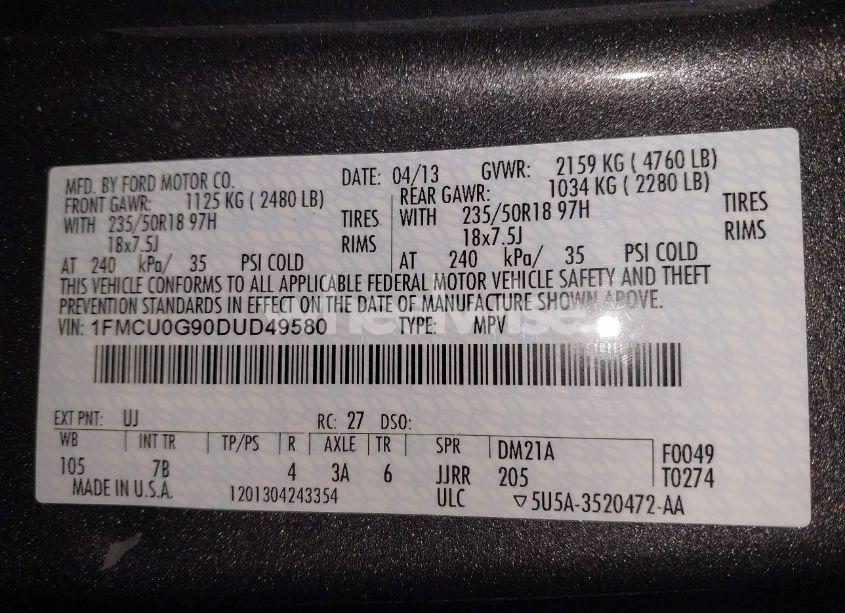 MFD. BY FORD MOTOR CO. DATE: 04/13 GVWR: 2159 KG ( 4760 LB)
FRONT GAWR: 1125 KG ( 2480 LB) REAR GAWR: 1034 KG ( 2280 LB)
WITH 235/50R18 97H TIRES WITH 235/50R18 97H TIRES
18x7.5J RIMS 18x7.5J RIMS
AT 240 kPa/ 35 PSI COLD AT 240 kPa/ 35 PSI COLD
THIS VEHICLE CONFORMS TO ALL APPLICABLE FEDERAL MOTOR VEHICLE SAFETY AND THEFT
PREVENTION STANDARDS IN EFFECT ON THE DATE OF MANUFACTURE SHOWN ABOVE.
VIN: 1FMCU0G90DUD49580 TYPE: MPV
EXT PNT: UJ RC: 27 DSO:
WB INT TR TP/PS R AXLE TR SPR DM21A F0049
105 7B 4 3A 6 JJRR 205 T0274
MADE IN U.S.A. 1201304243354 ULC ▽5U5A-3520472-AA